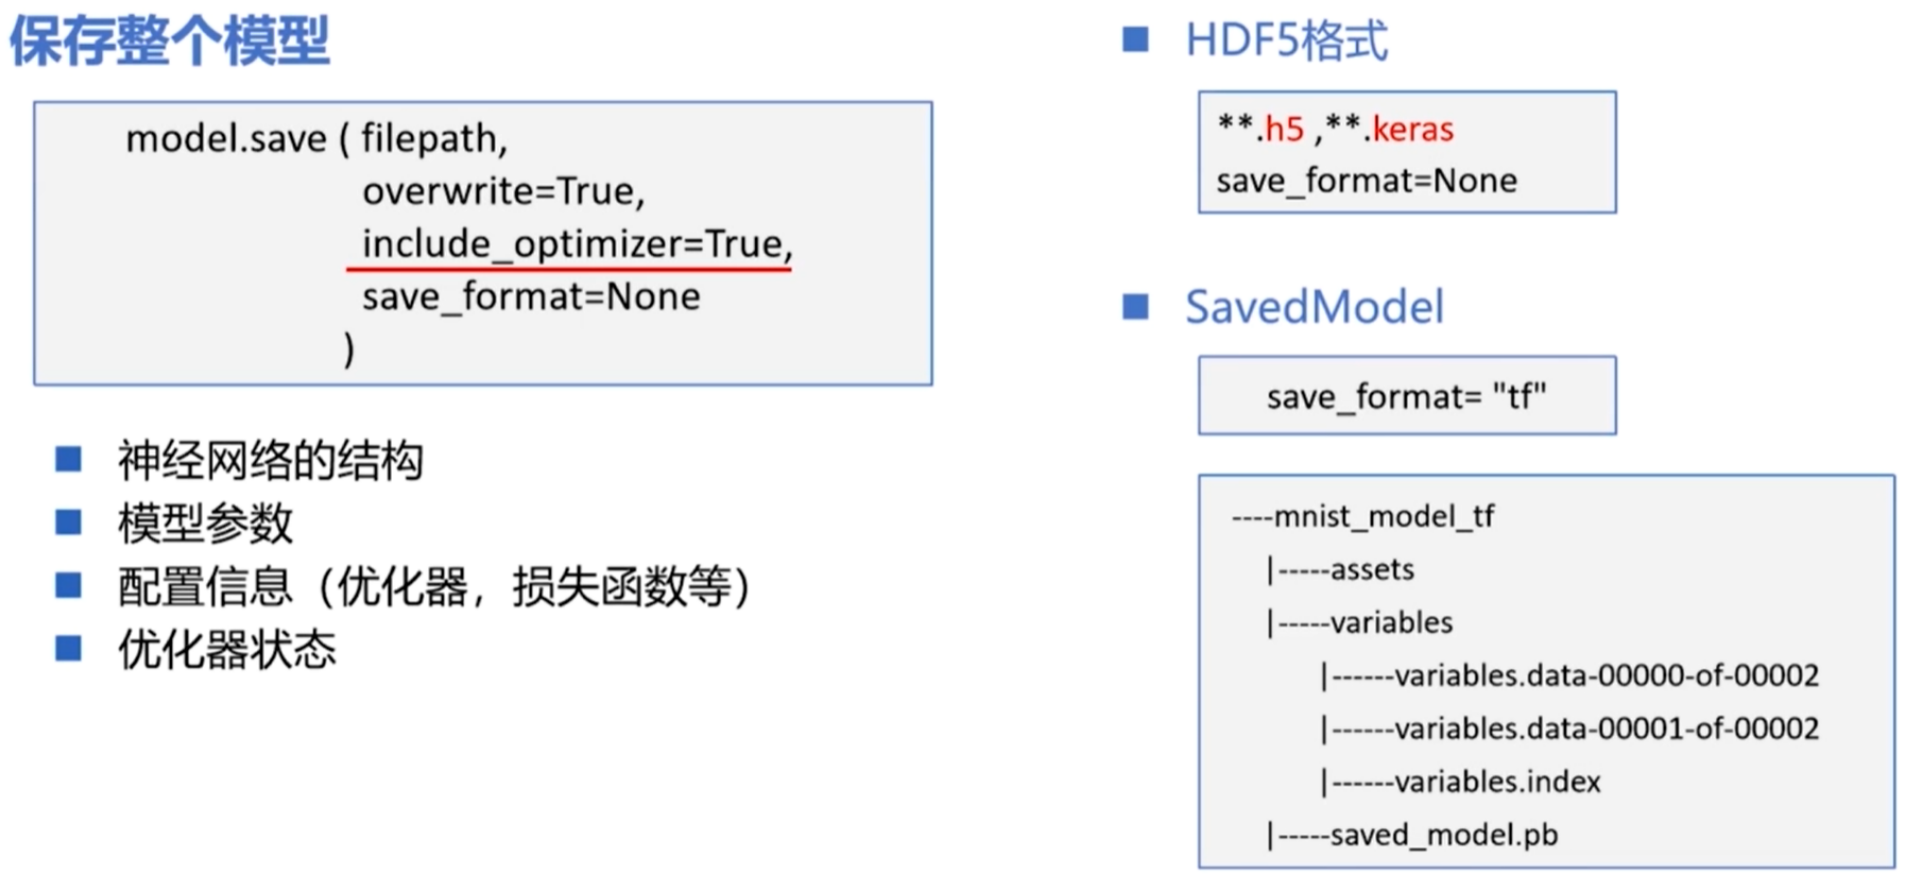 保存整个模型
model.save ( filepath,
overwrite=True,
include_optimizer=True,
save_format=None
)
神经网络的结构
模型参数
配置信息（优化器，损失函数等）
优化器状态
HDF5格式
**.h5 ,**.keras
save_format=None
SavedModel
save_format= "tf"
----mnist_model_tf
|-----assets
|-----variables
|------variables.data-00000-of-00002
|------variables.data-00001-of-00002
|------variables.index
|-----saved_model.pb